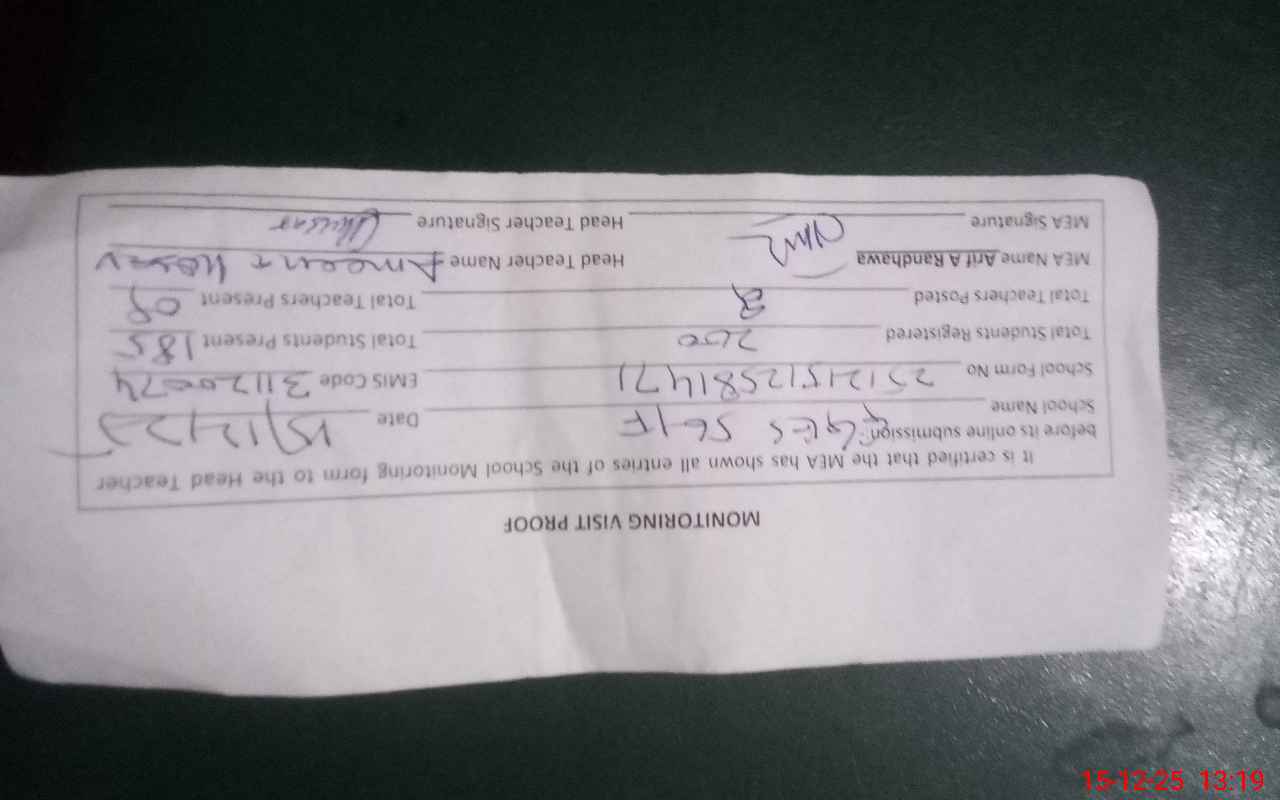 MONITORING VISIT PROOF
It is certified that the MEA has shown all entries of the School Monitoring form to the Head Teacher
before its online submission.
School Name GGES 56/F Date 15/12/25
School Form No 25121512581471 EMIS Code 31120074
Total Students Registered 200 Total Students Present 185
Total Teachers Posted Total Teachers Present 08
MEA Name Arif A Randhawa Head Teacher Name
MEA Signature Head Teacher Signature
15-12-25 13:19